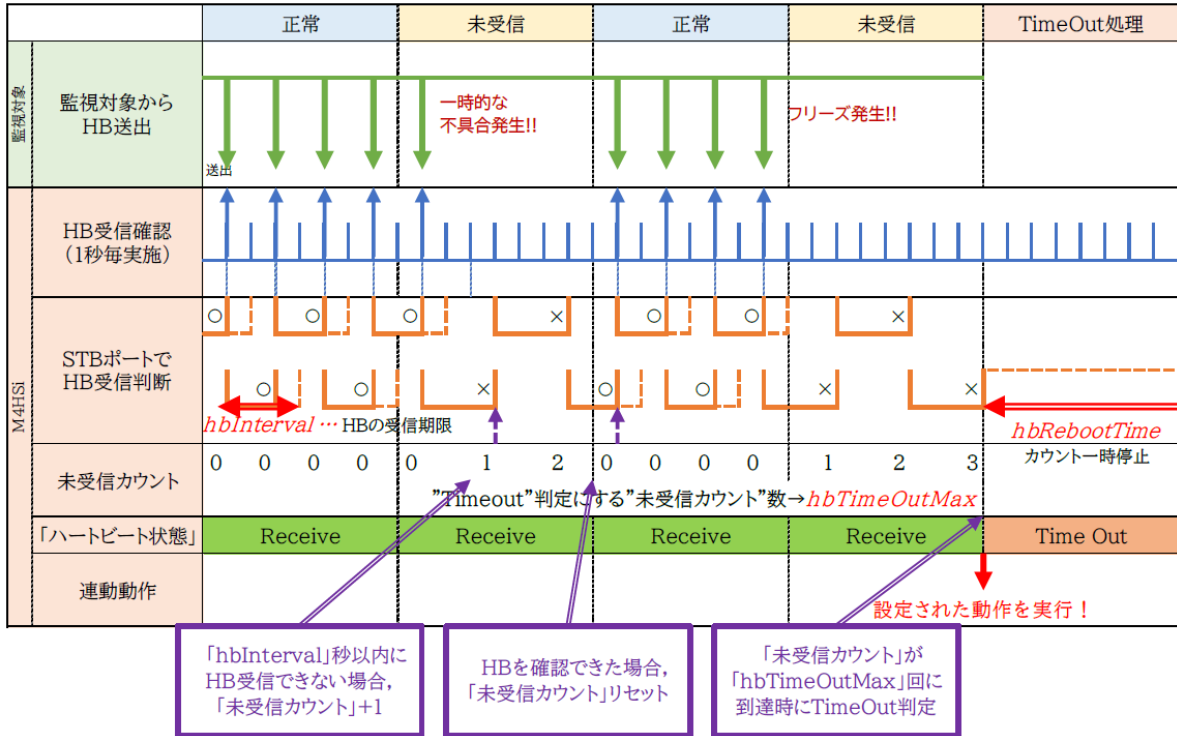 正常 未受信 正常 未受信 TimeOut処理
監視対象
監視対象から
HB送出
一時的な
不具合発生!!
フリーズ発生!!
送出
M4HSi
HB受信確認
(1秒毎実施)
STBポートで
HB受信判断
○ ○ ○ × ○ ○ ×
○ ○ × ○ ○ × ×
hbInterval … HBの受信期限
hbRebootTime
カウント一時停止
未受信カウント
0 0 0 0 0 1 2 0 0 0 0 1 2 3
”Timeout”判定にする”未受信カウント”数→hbTimeOutMax
「ハートビート状態」 Receive Receive Receive Receive Time Out
連動動作
設定された動作を実行！
「hbInterval」秒以内に
HB受信できない場合,
「未受信カウント」+1
HBを確認できた場合,
「未受信カウント」リセット
「未受信カウント」が
「hbTimeOutMax」回に
到達時にTimeOut判定